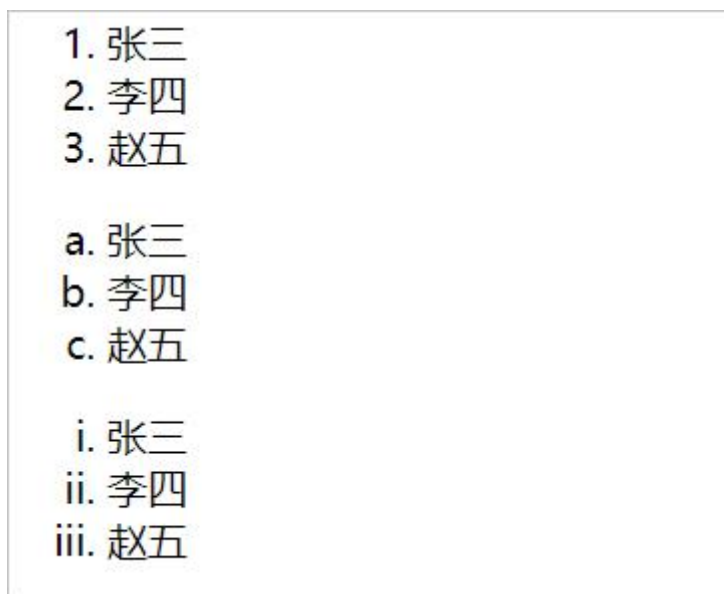 1. 张三
2. 李四
3. 赵五
a. 张三
b. 李四
c. 赵五
i. 张三
ii. 李四
iii. 赵五